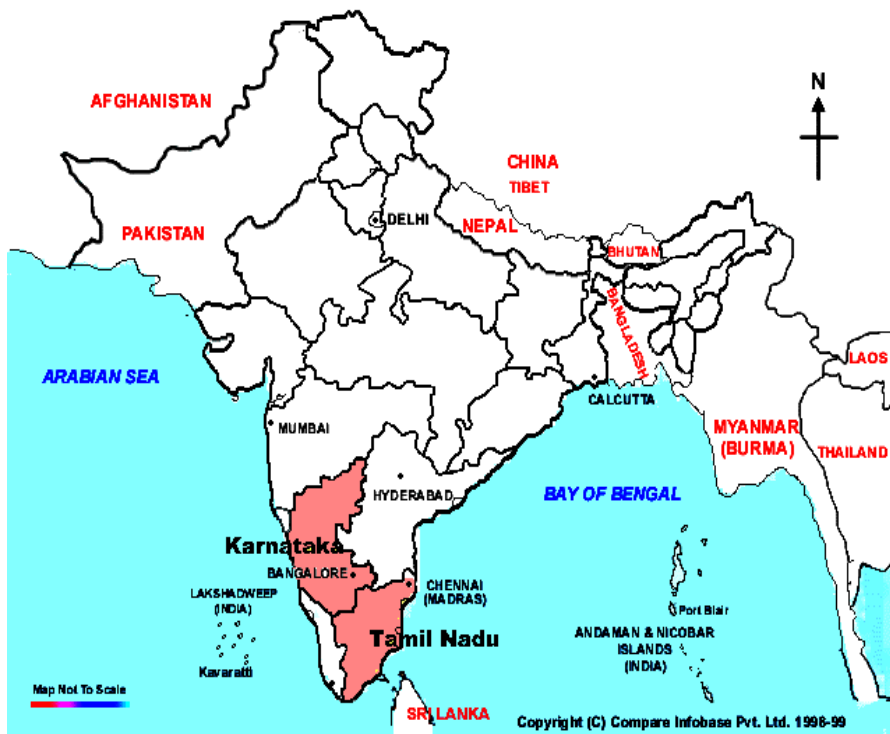 N
AFGHANISTAN
CHINA
TIBET
DELHI
NEPAL
PAKISTAN
BHUTAN
BANGLADESH
LAOS
ARABIAN SEA
CALCUTTA
MUMBAI
MYANMAR
(BURMA)
THAILAND
HYDERABAD
BAY OF BENGAL
Karnataka
BANGALORE
CHENNAI
(MADRAS)
LAKSHADWEEP
(INDIA)
Port Blair
Tamil Nadu
ANDAMAN & NICOBAR
ISLANDS
(INDIA)
Kavaratti
Map Not To Scale
SRI LANKA
Copyright (C) Compare Infobase Pvt. Ltd. 1998-99